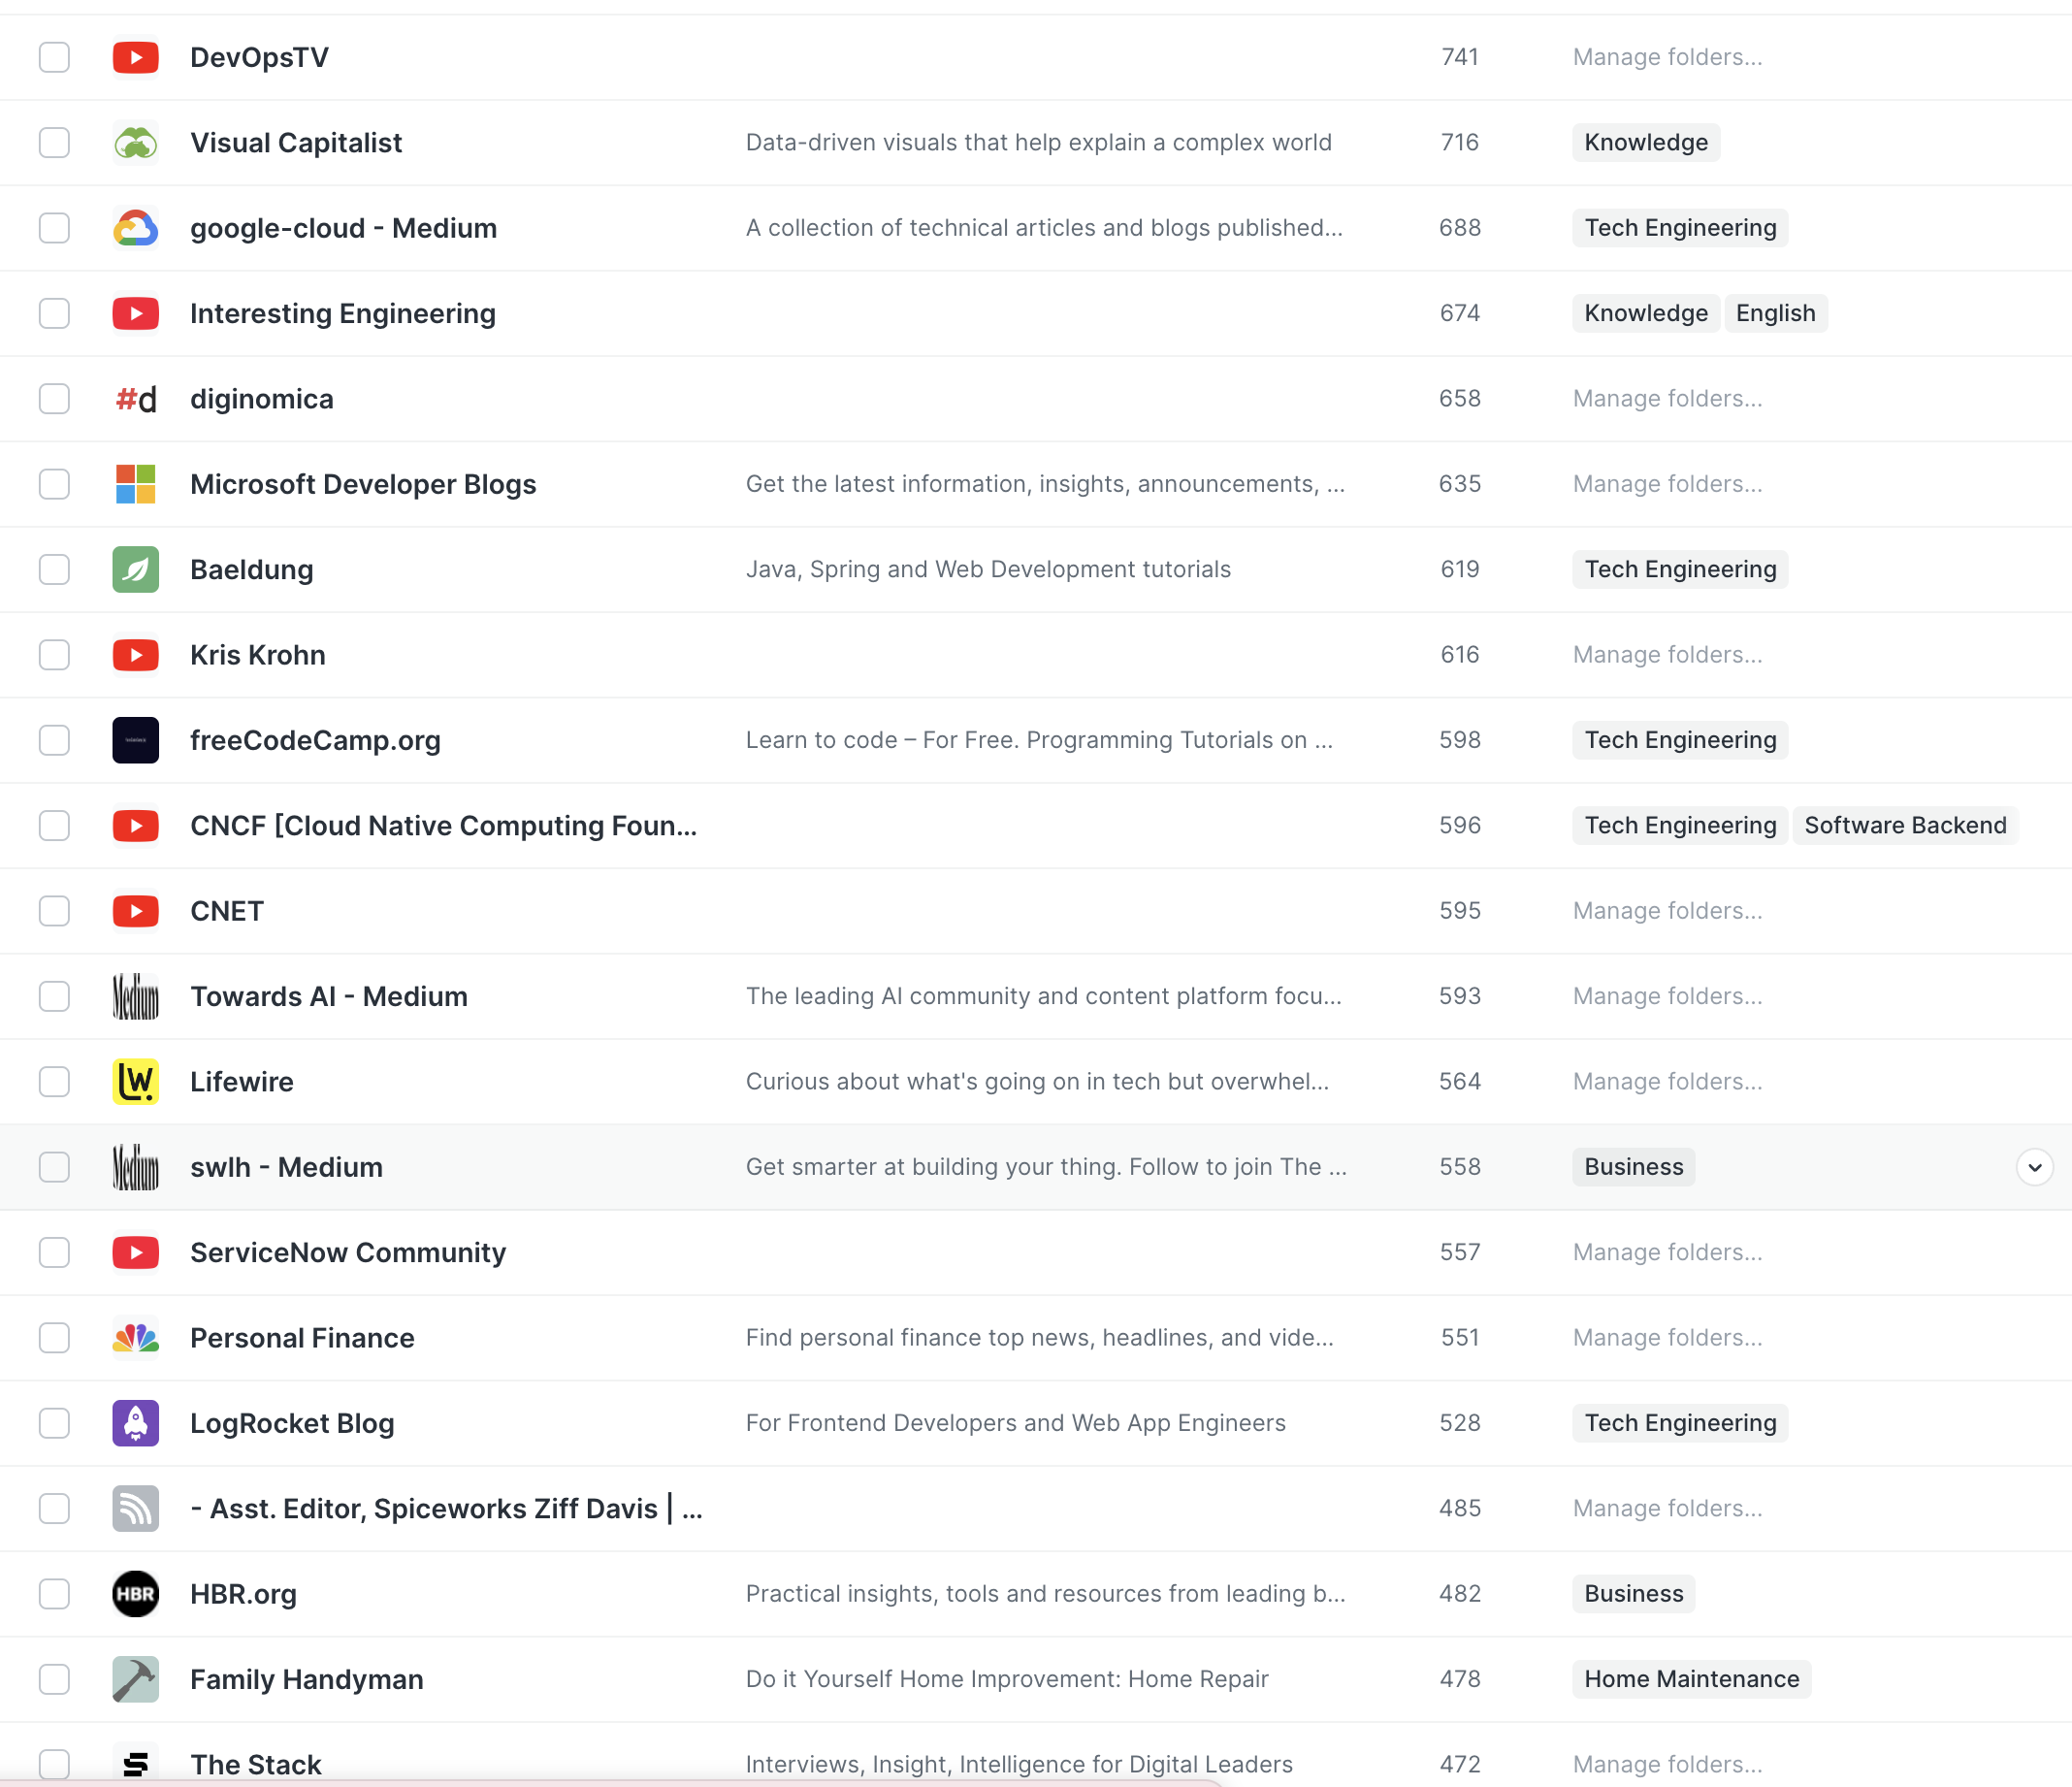 DevOpsTV 741 Manage folders...
Visual Capitalist Data-driven visuals that help explain a complex world 716 Knowledge
google-cloud - Medium A collection of technical articles and blogs published... 688 Tech Engineering
Interesting Engineering 674 Knowledge English
#d diginomica 658 Manage folders...
Microsoft Developer Blogs Get the latest information, insights, announcements, ... 635 Manage folders...
Baeldung Java, Spring and Web Development tutorials 619 Tech Engineering
Kris Krohn 616 Manage folders...
freeCodeCamp.org Learn to code – For Free. Programming Tutorials on ... 598 Tech Engineering
CNCF [Cloud Native Computing Foun... 596 Tech Engineering Software Backend
CNET 595 Manage folders...
Medium Towards AI - Medium The leading AI community and content platform focu... 593 Manage folders...
LW. Lifewire Curious about what's going on in tech but overwhel... 564 Manage folders...
Medium swlh - Medium Get smarter at building your thing. Follow to join The ... 558 Business
ServiceNow Community 557 Manage folders...
Personal Finance Find personal finance top news, headlines, and vide... 551 Manage folders...
LogRocket Blog For Frontend Developers and Web App Engineers 528 Tech Engineering
- Asst. Editor, Spiceworks Ziff Davis | ... 485 Manage folders...
HBR HBR.org Practical insights, tools and resources from leading b... 482 Business
Family Handyman Do it Yourself Home Improvement: Home Repair 478 Home Maintenance
The Stack Interviews, Insight, Intelligence for Digital Leaders 472 Manage folders...